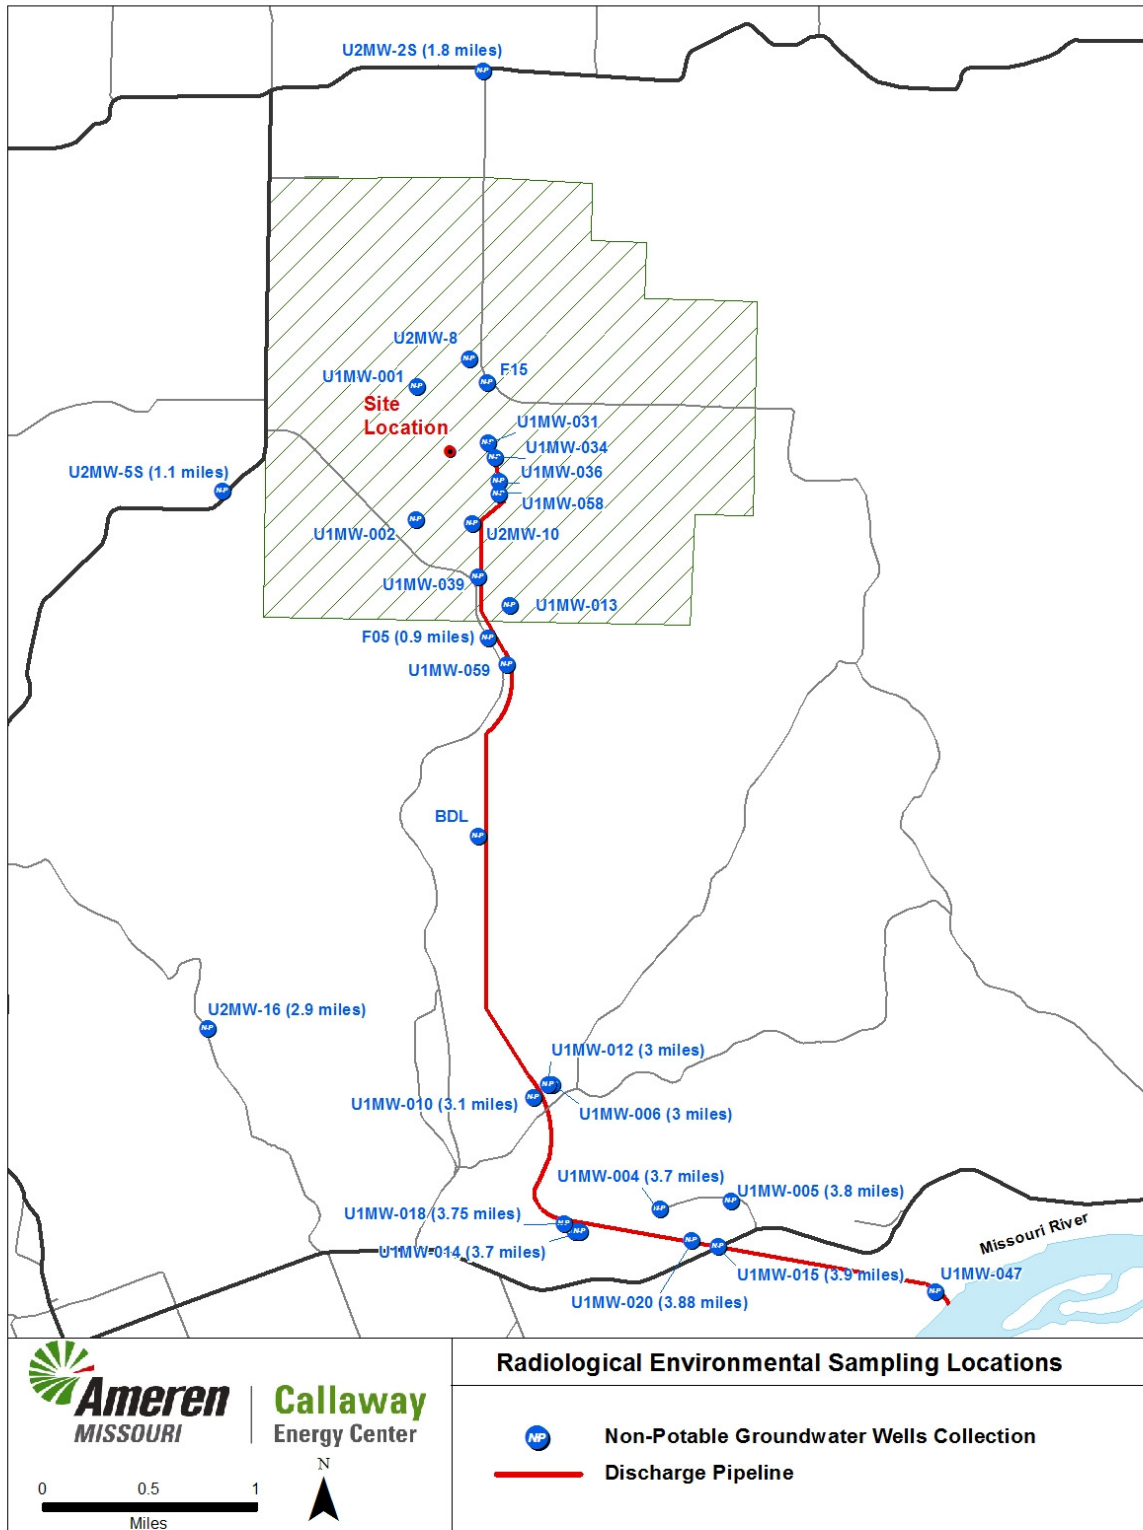 U2MW-2S (1.8 miles)
U2MW-8
F15
U1MW-001
Site
Location
U1MW-031
U1MW-034
U2MW-5S (1.1 miles)
U1MW-036
U1MW-058
U1MW-002
U2MW-10
U1MW-039
U1MW-013
F05 (0.9 miles)
U1MW-059
BDL
U2MW-16 (2.9 miles)
U1MW-012 (3 miles)
U1MW-010 (3.1 miles)
U1MW-006 (3 miles)
U1MW-004 (3.7 miles)
U1MW-005 (3.8 miles)
U1MW-018 (3.75 miles)
U1MW-014 (3.7 miles)
Missouri River
U1MW-015 (3.9 miles)
U1MW-047
U1MW-020 (3.88 miles)
Ameren
MISSOURI
Callaway
Energy Center
N
0 0.5 1
Miles
Radiological Environmental Sampling Locations
NP Non-Potable Groundwater Wells Collection
Discharge Pipeline